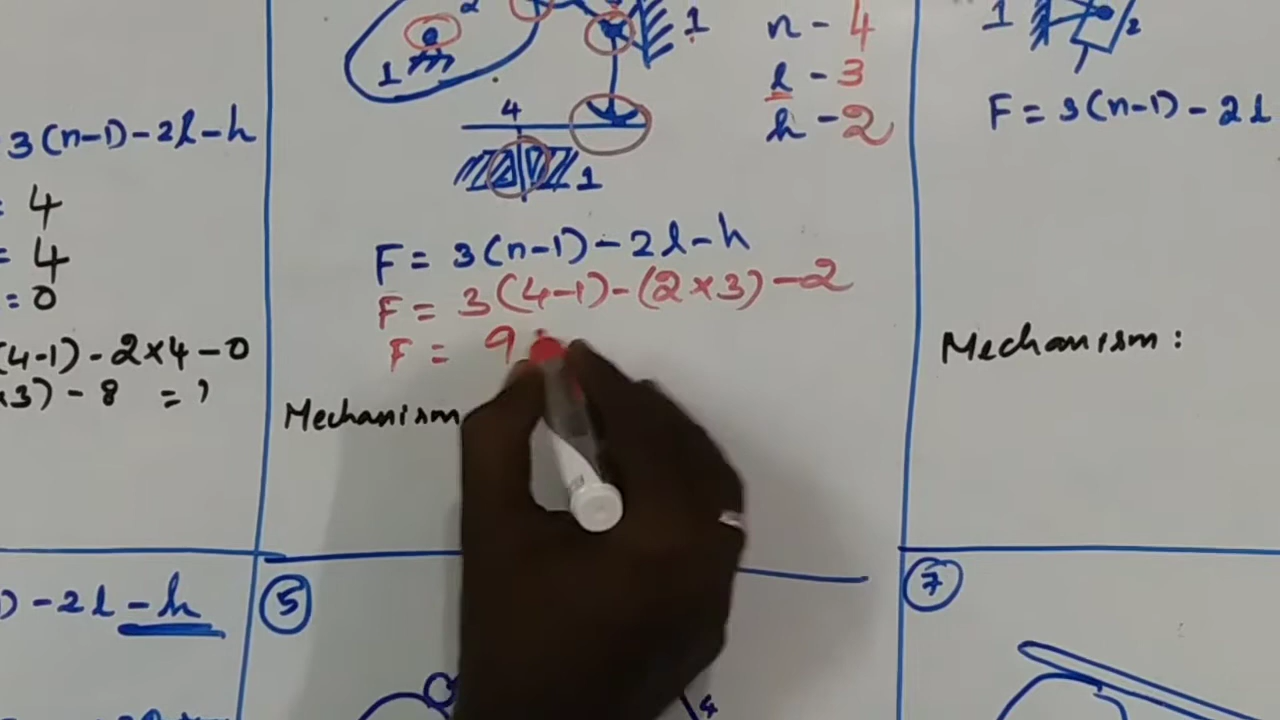 3(n-1)-2l-h
= 4
= 4
= 0
(4-1)-2×4-0
×3)-8 = 1
)-2l-h
2
1
1
4
1
n - 4
l - 3
h - 2
F = 3(n-1)-2l-h
F = 3(4-1)-(2×3)-2
F = 9
Mechanism
5
4
1
2
F = 3(n-1)-2l
Mechanism:
7